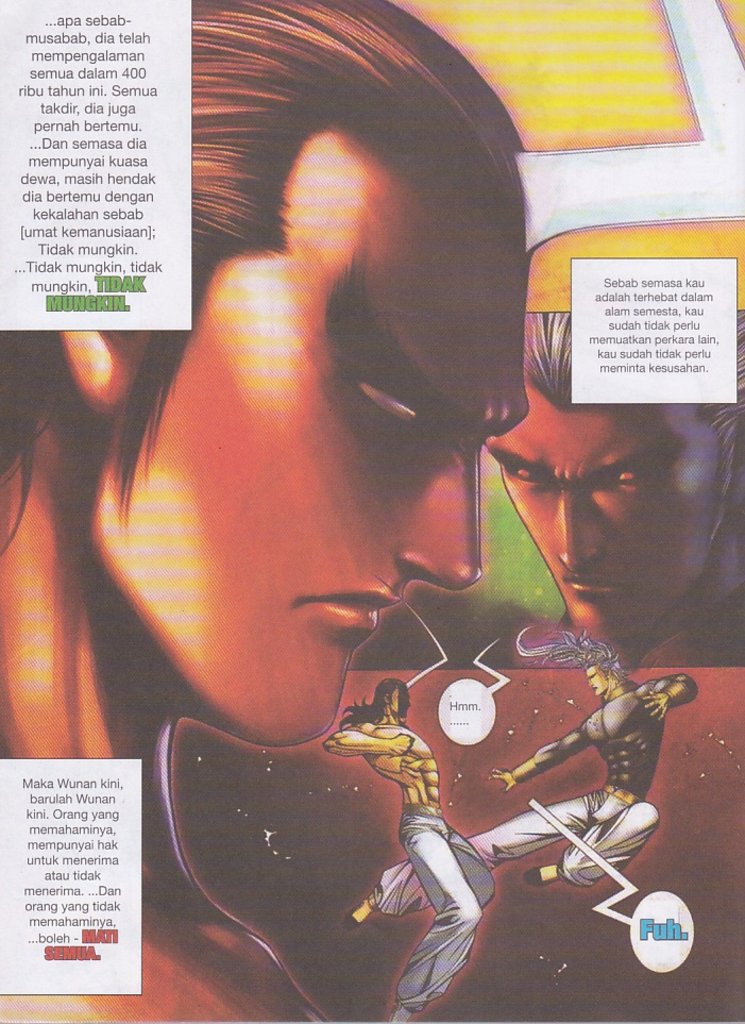 ...apa sebab-
musabab, dia telah
mempengalaman
semua dalam 400
ribu tahun ini. Semua
takdir, dia juga
pernah bertemu.
...Dan semasa dia
mempunyai kuasa
dewa, masih hendak
dia bertemu dengan
kekalahan sebab
[umat kemanusiaan];
Tidak mungkin.
...Tidak mungkin, tidak
mungkin, TIDAK
MUNGKIN.
Sebab semasa kau
adalah terhebat dalam
alam semesta, kau
sudah tidak perlu
memuatkan perkara lain,
kau sudah tidak perlu
meminta kesusahan.
Hmm.
......
Maka Wunan kini,
barulah Wunan
kini. Orang yang
memahaminya,
mempunyai hak
untuk menerima
atau tidak
menerima. ...Dan
orang yang tidak
memahaminya,
...boleh - MATI
SEMUA.
Fuh.